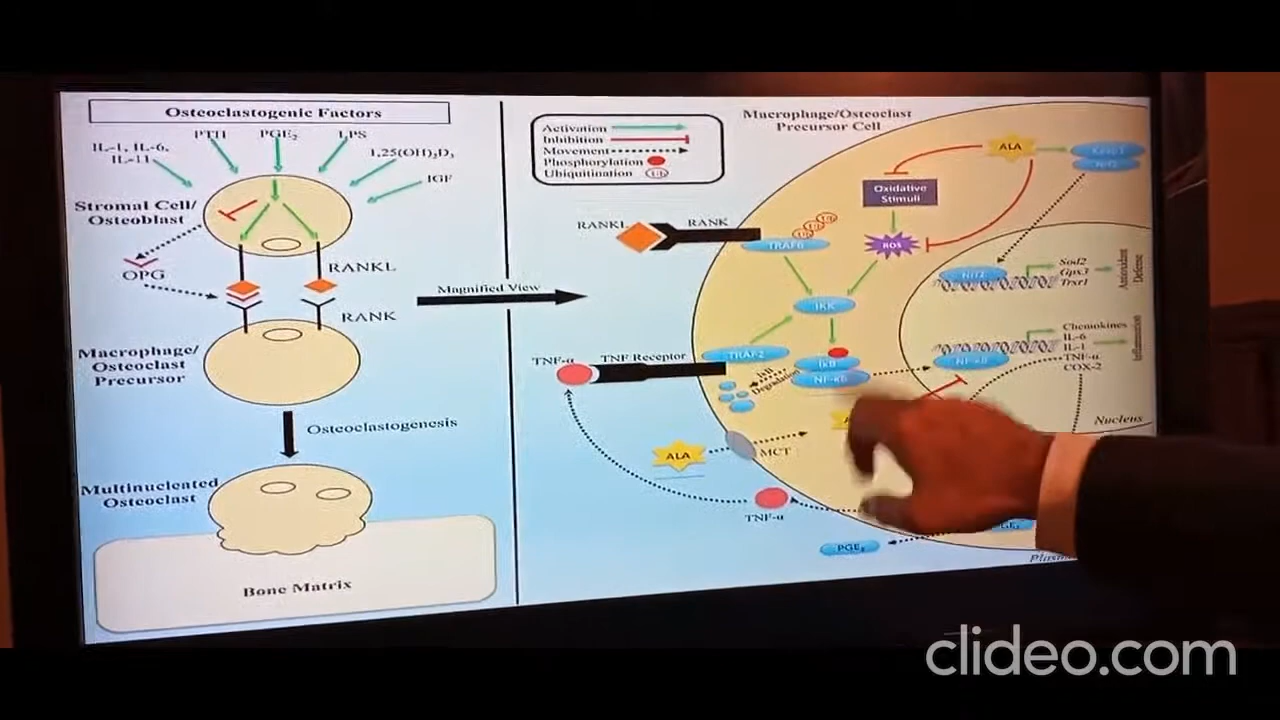 Osteoclastogenic Factors
PTH PGE₂ LPS
IL-1, IL-6,
IL-11
1,25(OH)₂D₃
IGF
Stromal Cell/
Osteoblast
OPG
RANKL
RANK
Macrophage/
Osteoclast
Precursor
Osteoclastogenesis
Multinucleated
Osteoclast
Bone Matrix
Magnified View
Activation
Inhibition
Movement
Phosphorylation
Ubiquitination
Macrophage/Osteoclast
Precursor Cell
ALA
Keap1
Nrf2
Oxidative
Stimuli
RANKL RANK
TRAF6
ROS
Nrf2
Sod2
Gpx3
Trxr1
Antioxidant
Defense
IKK
TNF-α TNF Receptor
TRAF2
IκB
NF-κB
IκB
Degradation
NF-κB
Chemokines
IL-6
IL-1
TNF-α
COX-2
Inflammation
Nucleus
ALA
MCT
TNF-α
PGE₂
clideo.com